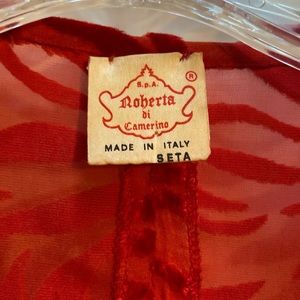 S.p.A.
®
Roberta
di
Camerino
MADE IN ITALY
SETA